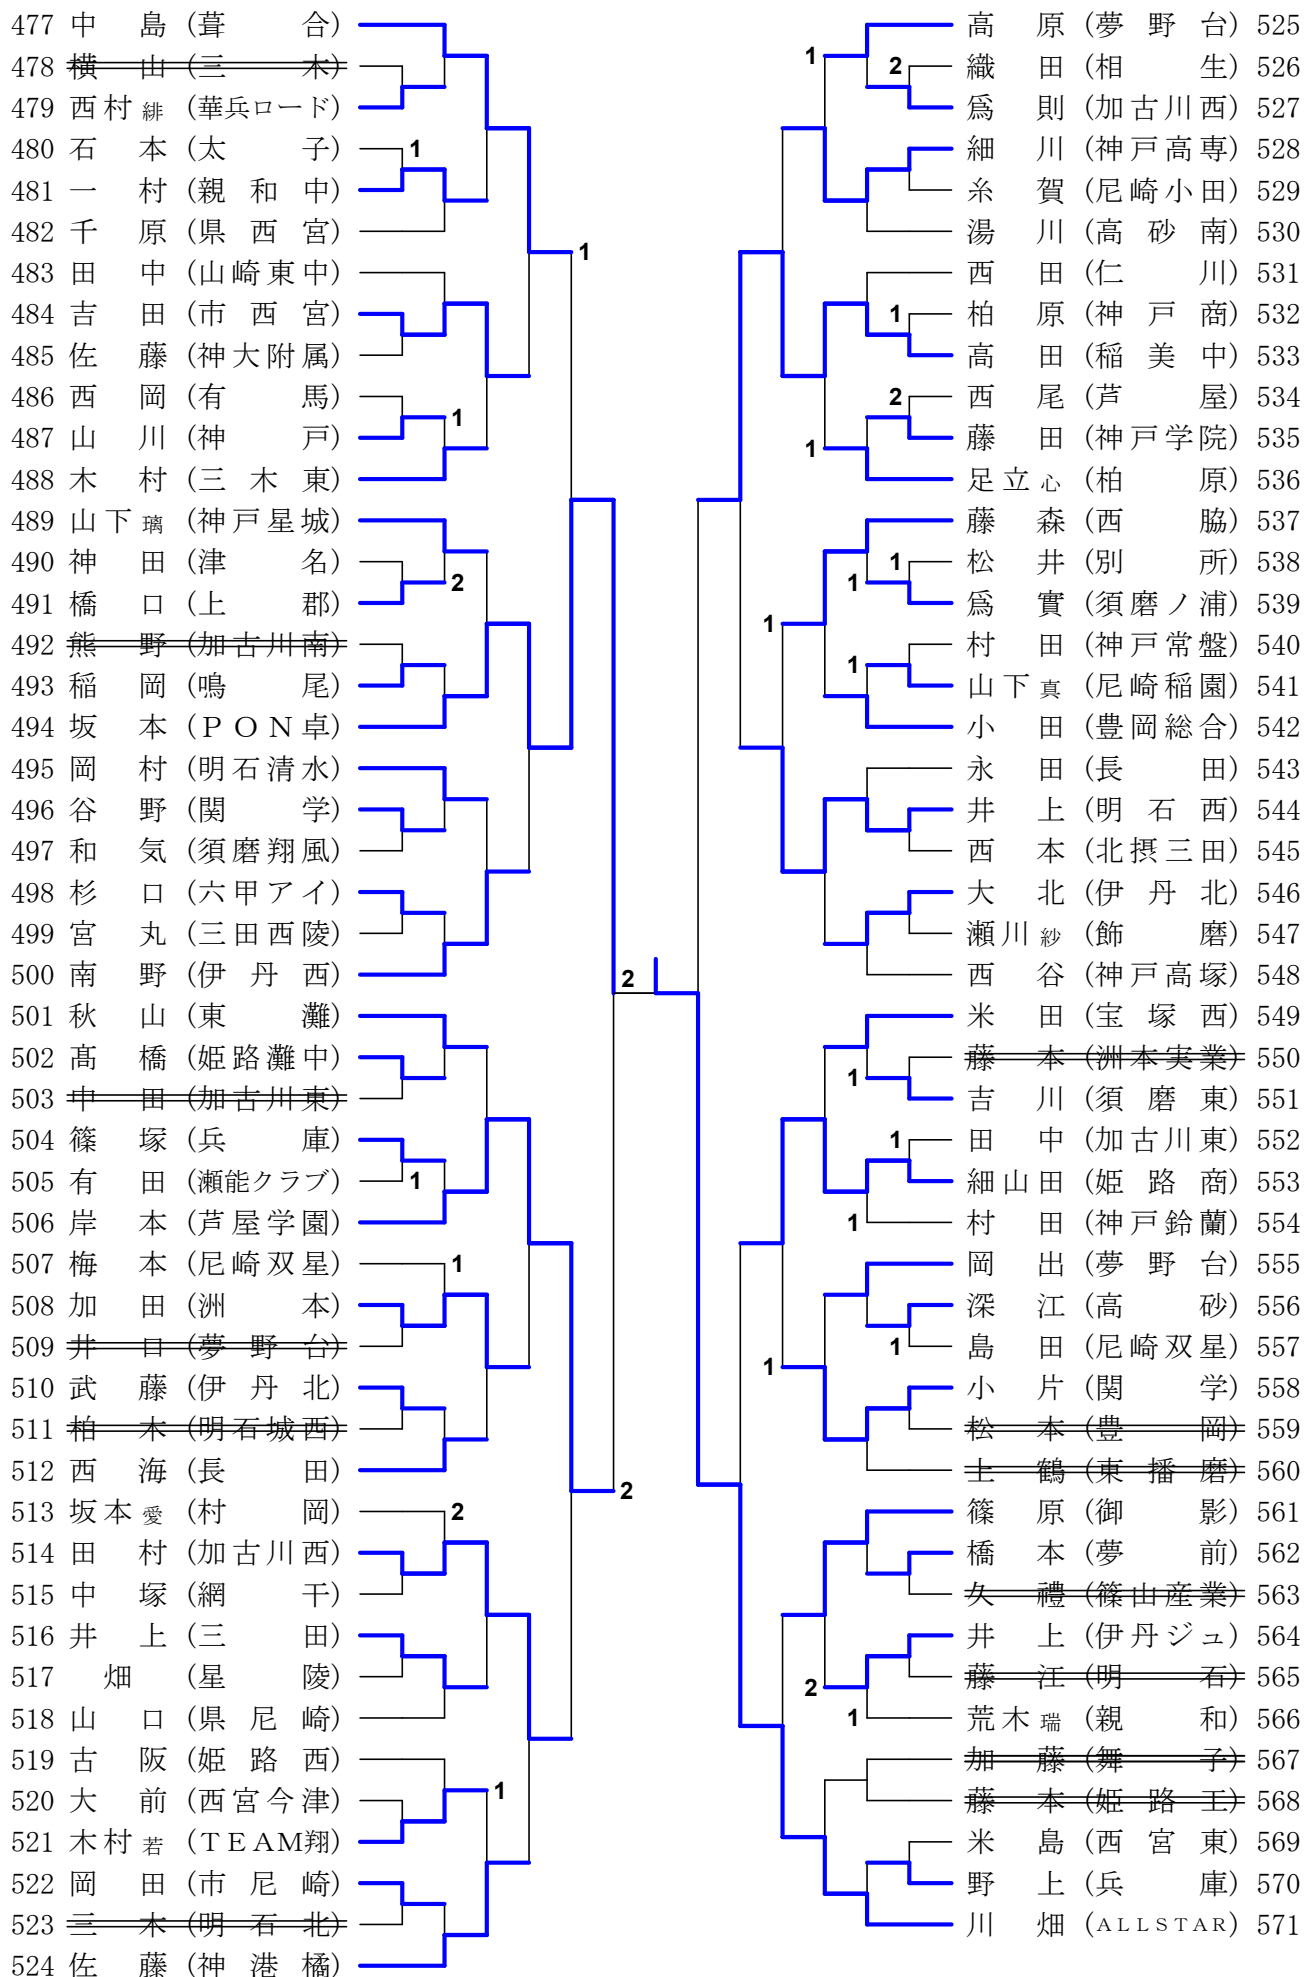 477 中島 (葺合)
478 横山 (三木)
479 西村 緋 (華兵ロード)
480 石本 (太子)
1
481 一村 (親和中)
482 千原 (県西宮)
1
483 田中 (山崎東中)
484 吉田 (市西宮)
485 佐藤 (神大附属)
486 西岡 (有馬)
1
487 山川 (神戸)
488 木村 (三木東)
489 山下 璃 (神戸星城)
490 神田 (津名)
2
491 橋口 (上郡)
492 熊野 (加古川南)
493 稲岡 (鳴尾)
494 坂本 (PON卓)
495 岡村 (明石清水)
496 谷野 (関学)
497 和気 (須磨翔風)
498 杉口 (六甲アイ)
499 宮丸 (三田西陵)
500 南野 (伊丹西)
2
501 秋山 (東灘)
502 髙橋 (姫路灘中)
503 中田 (加古川東)
504 篠塚 (兵庫)
505 有田 (瀬能クラブ)
1
506 岸本 (芦屋学園)
507 梅本 (尼崎双星)
1
508 加田 (洲本)
509 井口 (夢野台)
510 武藤 (伊丹北)
511 柏木 (明石城西)
512 西海 (長田)
2
513 坂本 愛 (村岡)
2
514 田村 (加古川西)
515 中塚 (網干)
516 井上 (三田)
517 畑 (星陵)
518 山口 (県尼崎)
519 古阪 (姫路西)
1
520 大前 (西宮今津)
521 木村 若 (TEAM翔)
522 岡田 (市尼崎)
523 三木 (明石北)
524 佐藤 (神港橘)
高原 (夢野台) 525
1
2
織田 (相生) 526
為則 (加古川西) 527
細川 (神戸高専) 528
糸賀 (尼崎小田) 529
湯川 (高砂南) 530
西田 (仁川) 531
1
柏原 (神戸商) 532
高田 (稲美中) 533
2
西尾 (芦屋) 534
藤田 (神戸学院) 535
1
足立 心 (柏原) 536
藤森 (西脇) 537
1
松井 (別所) 538
1
為實 (須磨ノ浦) 539
1
村田 (神戸常盤) 540
1
山下 真 (尼崎稲園) 541
小田 (豊岡総合) 542
永田 (長田) 543
井上 (明石西) 544
西本 (北摂三田) 545
大北 (伊丹北) 546
瀬川 紗 (飾磨) 547
西谷 (神戸高塚) 548
米田 (宝塚西) 549
藤本 (洲本実業) 550
1
吉川 (須磨東) 551
1
田中 (加古川東) 552
細山田 (姫路商) 553
1
村田 (神戸鈴蘭) 554
岡出 (夢野台) 555
深江 (高砂) 556
1
島田 (尼崎双星) 557
1
小片 (関学) 558
松本 (豊岡) 559
上鶴 (東播磨) 560
篠原 (御影) 561
橋本 (夢前) 562
久禮 (篠山産業) 563
井上 (伊丹ジュ) 564
藤江 (明石) 565
2
1
荒木 瑞 (親和) 566
加藤 (舞子) 567
藤本 (姫路王) 568
米島 (西宮東) 569
野上 (兵庫) 570
川畑 (ALLSTAR) 571